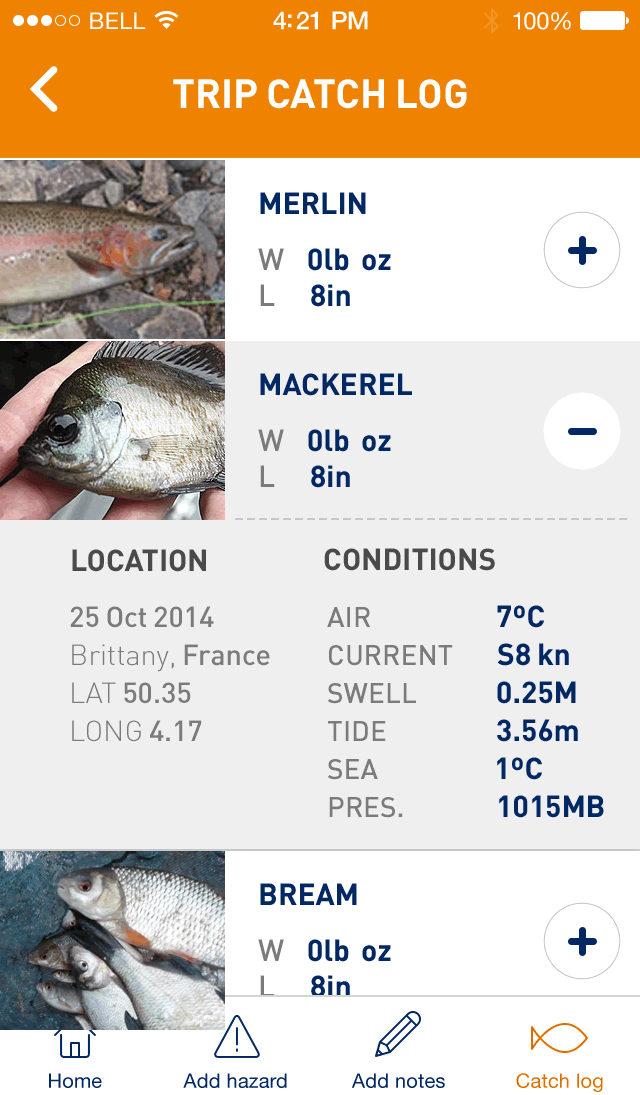 BELL 4:21 PM 100%
TRIP CATCH LOG
MERLIN
W 0lb oz
L 8in
MACKEREL
W 0lb oz
L 8in
LOCATION
25 Oct 2014
Brittany, France
LAT 50.35
LONG 4.17
CONDITIONS
AIR 7ºC
CURRENT S8 kn
SWELL 0.25M
TIDE 3.56m
SEA 1ºC
PRES. 1015MB
BREAM
W 0lb oz
L 8in
Home Add hazard Add notes Catch log